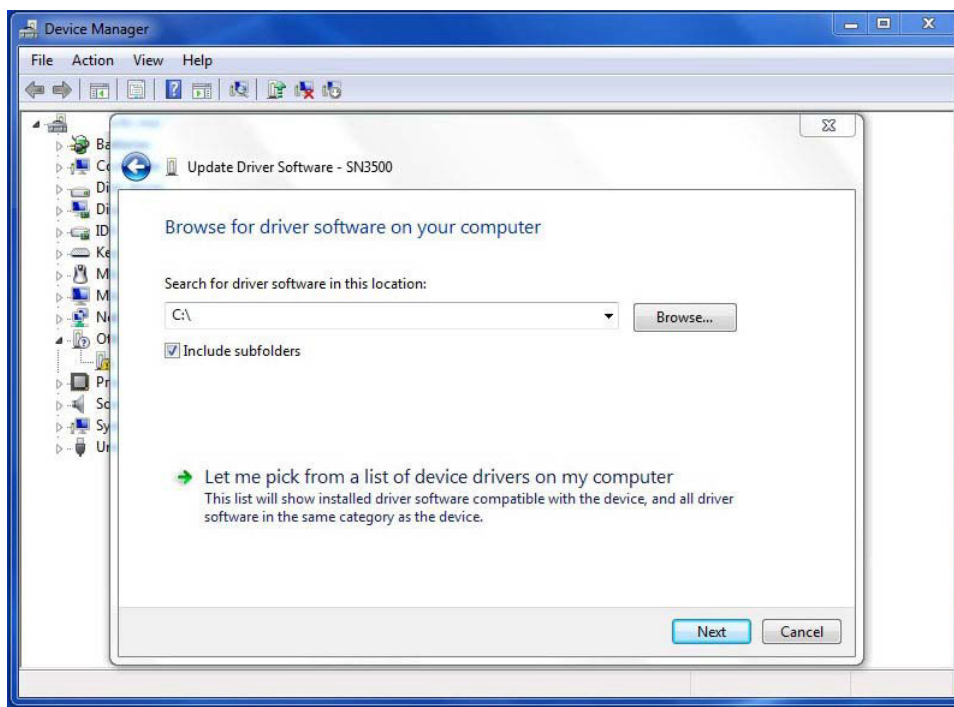 Device Manager
File Action View Help
Update Driver Software - SN3500
Browse for driver software on your computer
Search for driver software in this location:
C:\
Browse...
Include subfolders
Let me pick from a list of device drivers on my computer
This list will show installed driver software compatible with the device, and all driver
software in the same category as the device.
Next Cancel